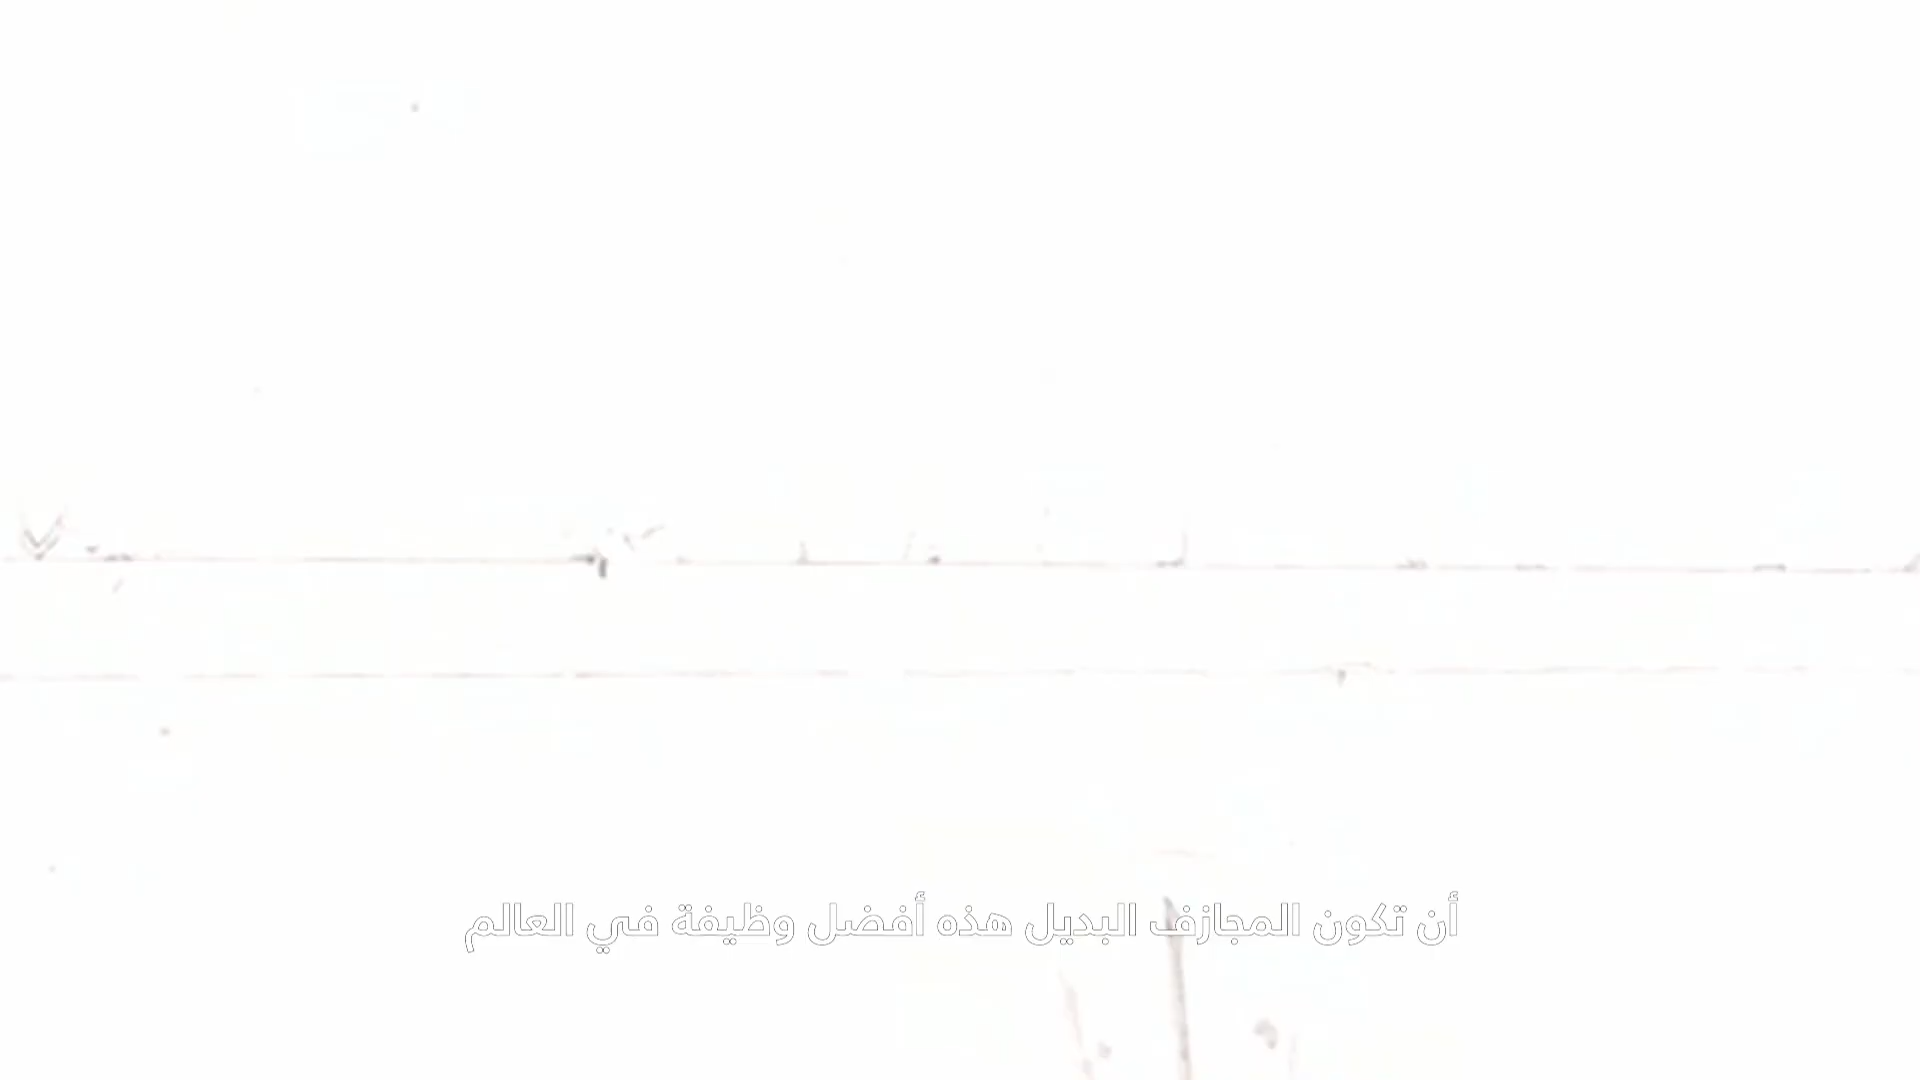 أن تكون المجازف البديل هذه أفضل وظيفة في العالم